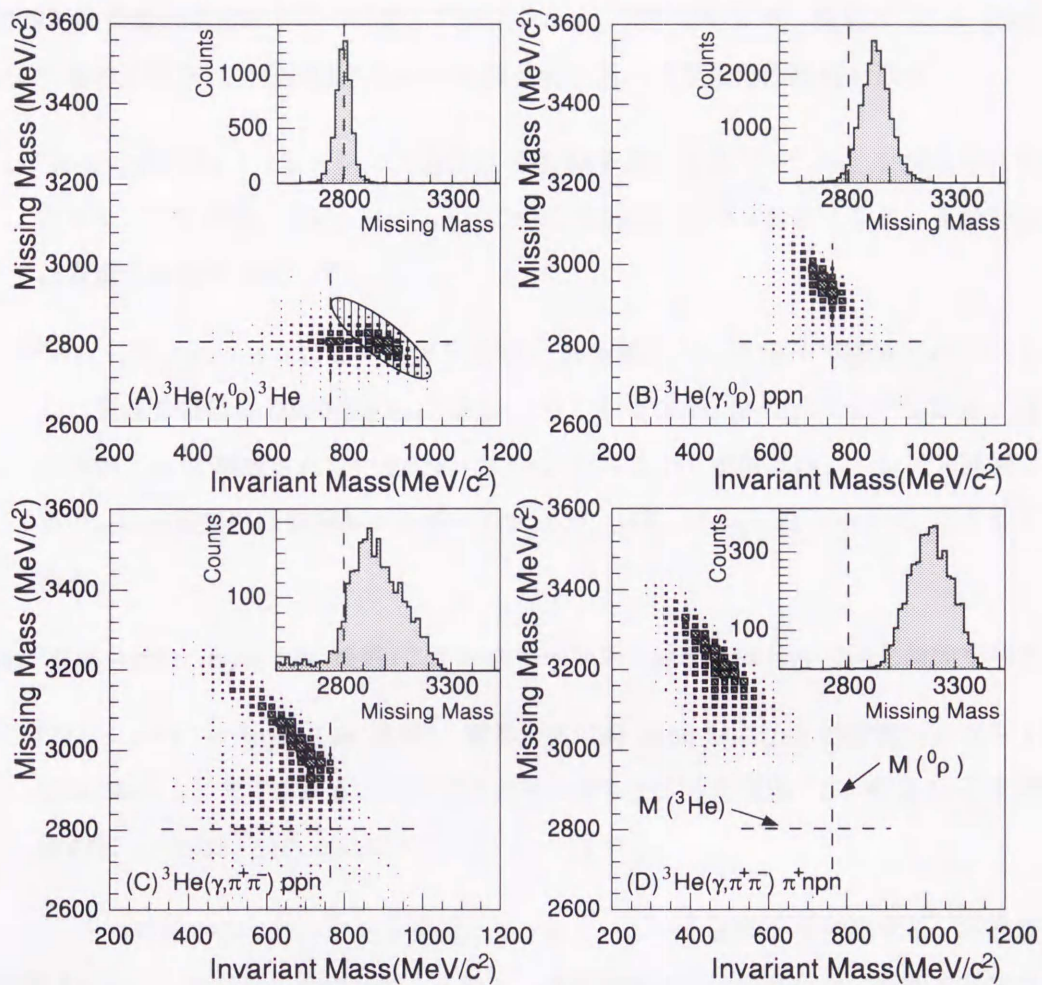 Missing Mass (MeV/c²)
3600
3400
3200
3000
2800
2600
Counts
1000
500
0
2800
3300
Missing Mass
(A) ³He(γ,⁰ρ) ³He
200
400
600
800
1000
1200
Invariant Mass(MeV/c²)
Missing Mass (MeV/c²)
3600
3400
3200
3000
2800
2600
Counts
2000
1000
2800
3300
Missing Mass
(B) ³He(γ,⁰ρ) ppn
200
400
600
800
1000
1200
Invariant Mass(MeV/c²)
Missing Mass (MeV/c²)
3600
3400
3200
3000
2800
2600
Counts
200
100
2800
3300
Missing Mass
(C) ³He(γ,π⁺π⁻) ppn
200
400
600
800
1000
1200
Invariant Mass(MeV/c²)
Missing Mass (MeV/c²)
3600
3400
3200
3000
2800
2600
Counts
300
100
2800
3300
Missing Mass
M (⁰ρ)
M (³He)
(D) ³He(γ,π⁺π⁻) π⁺npn
200
400
600
800
1000
1200
Invariant Mass(MeV/c²)